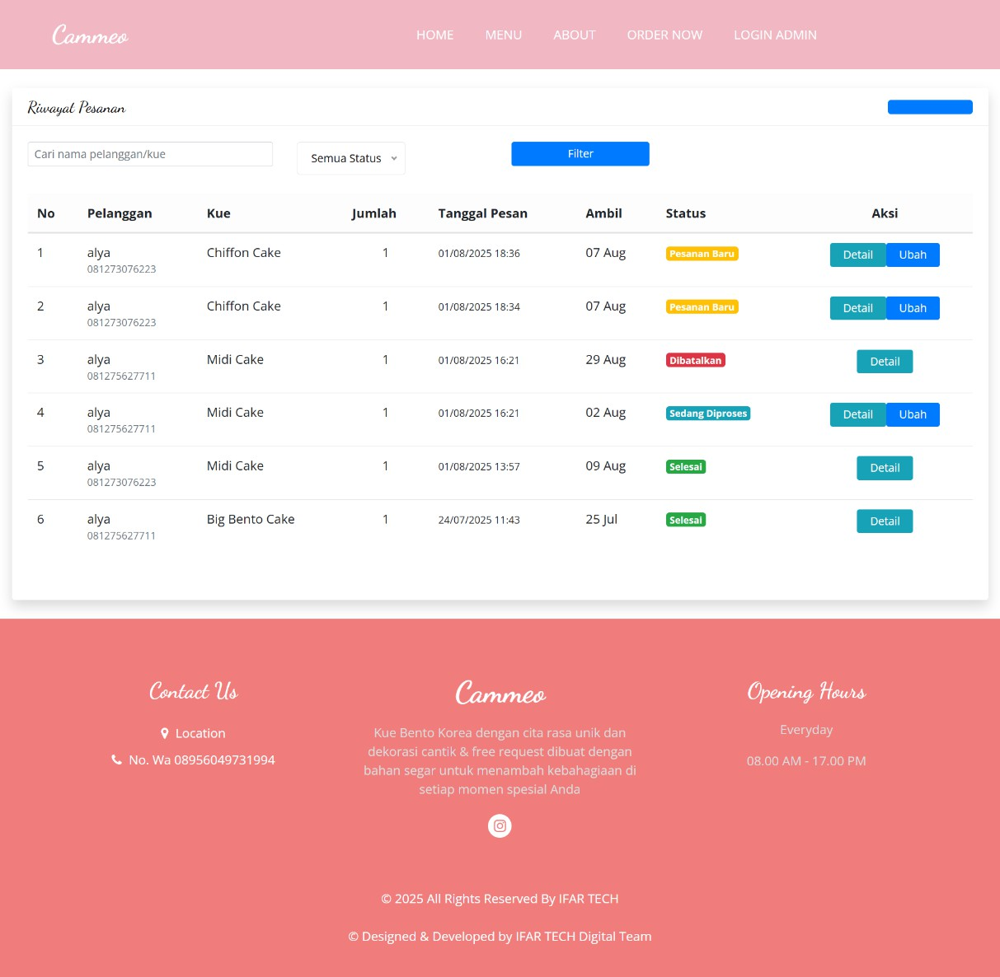 Cammeo
HOME MENU ABOUT ORDER NOW LOGIN ADMIN
Riwayat Pesanan
Cari nama pelanggan/kue Semua Status Filter
No Pelanggan Kue Jumlah Tanggal Pesan Ambil Status Aksi
1 alya Chiffon Cake 1 01/08/2025 18:36 07 Aug Pesanan Baru Detail Ubah
081273076223
2 alya Chiffon Cake 1 01/08/2025 18:34 07 Aug Pesanan Baru Detail Ubah
081273076223
3 alya Midi Cake 1 01/08/2025 16:21 29 Aug Dibatalkan Detail
081275627711
4 alya Midi Cake 1 01/08/2025 16:21 02 Aug Sedang Diproses Detail Ubah
081275627711
5 alya Midi Cake 1 01/08/2025 13:57 09 Aug Selesai Detail
081273076223
6 alya Big Bento Cake 1 24/07/2025 11:43 25 Jul Selesai Detail
081275627711
Contact Us
Location
No. Wa 08956049731994
Cammeo
Kue Bento Korea dengan cita rasa unik dan
dekorasi cantik & free request dibuat dengan
bahan segar untuk menambah kebahagiaan di
setiap momen spesial Anda
Opening Hours
Everyday
08.00 AM - 17.00 PM
© 2025 All Rights Reserved By IFAR TECH
© Designed & Developed by IFAR TECH Digital Team